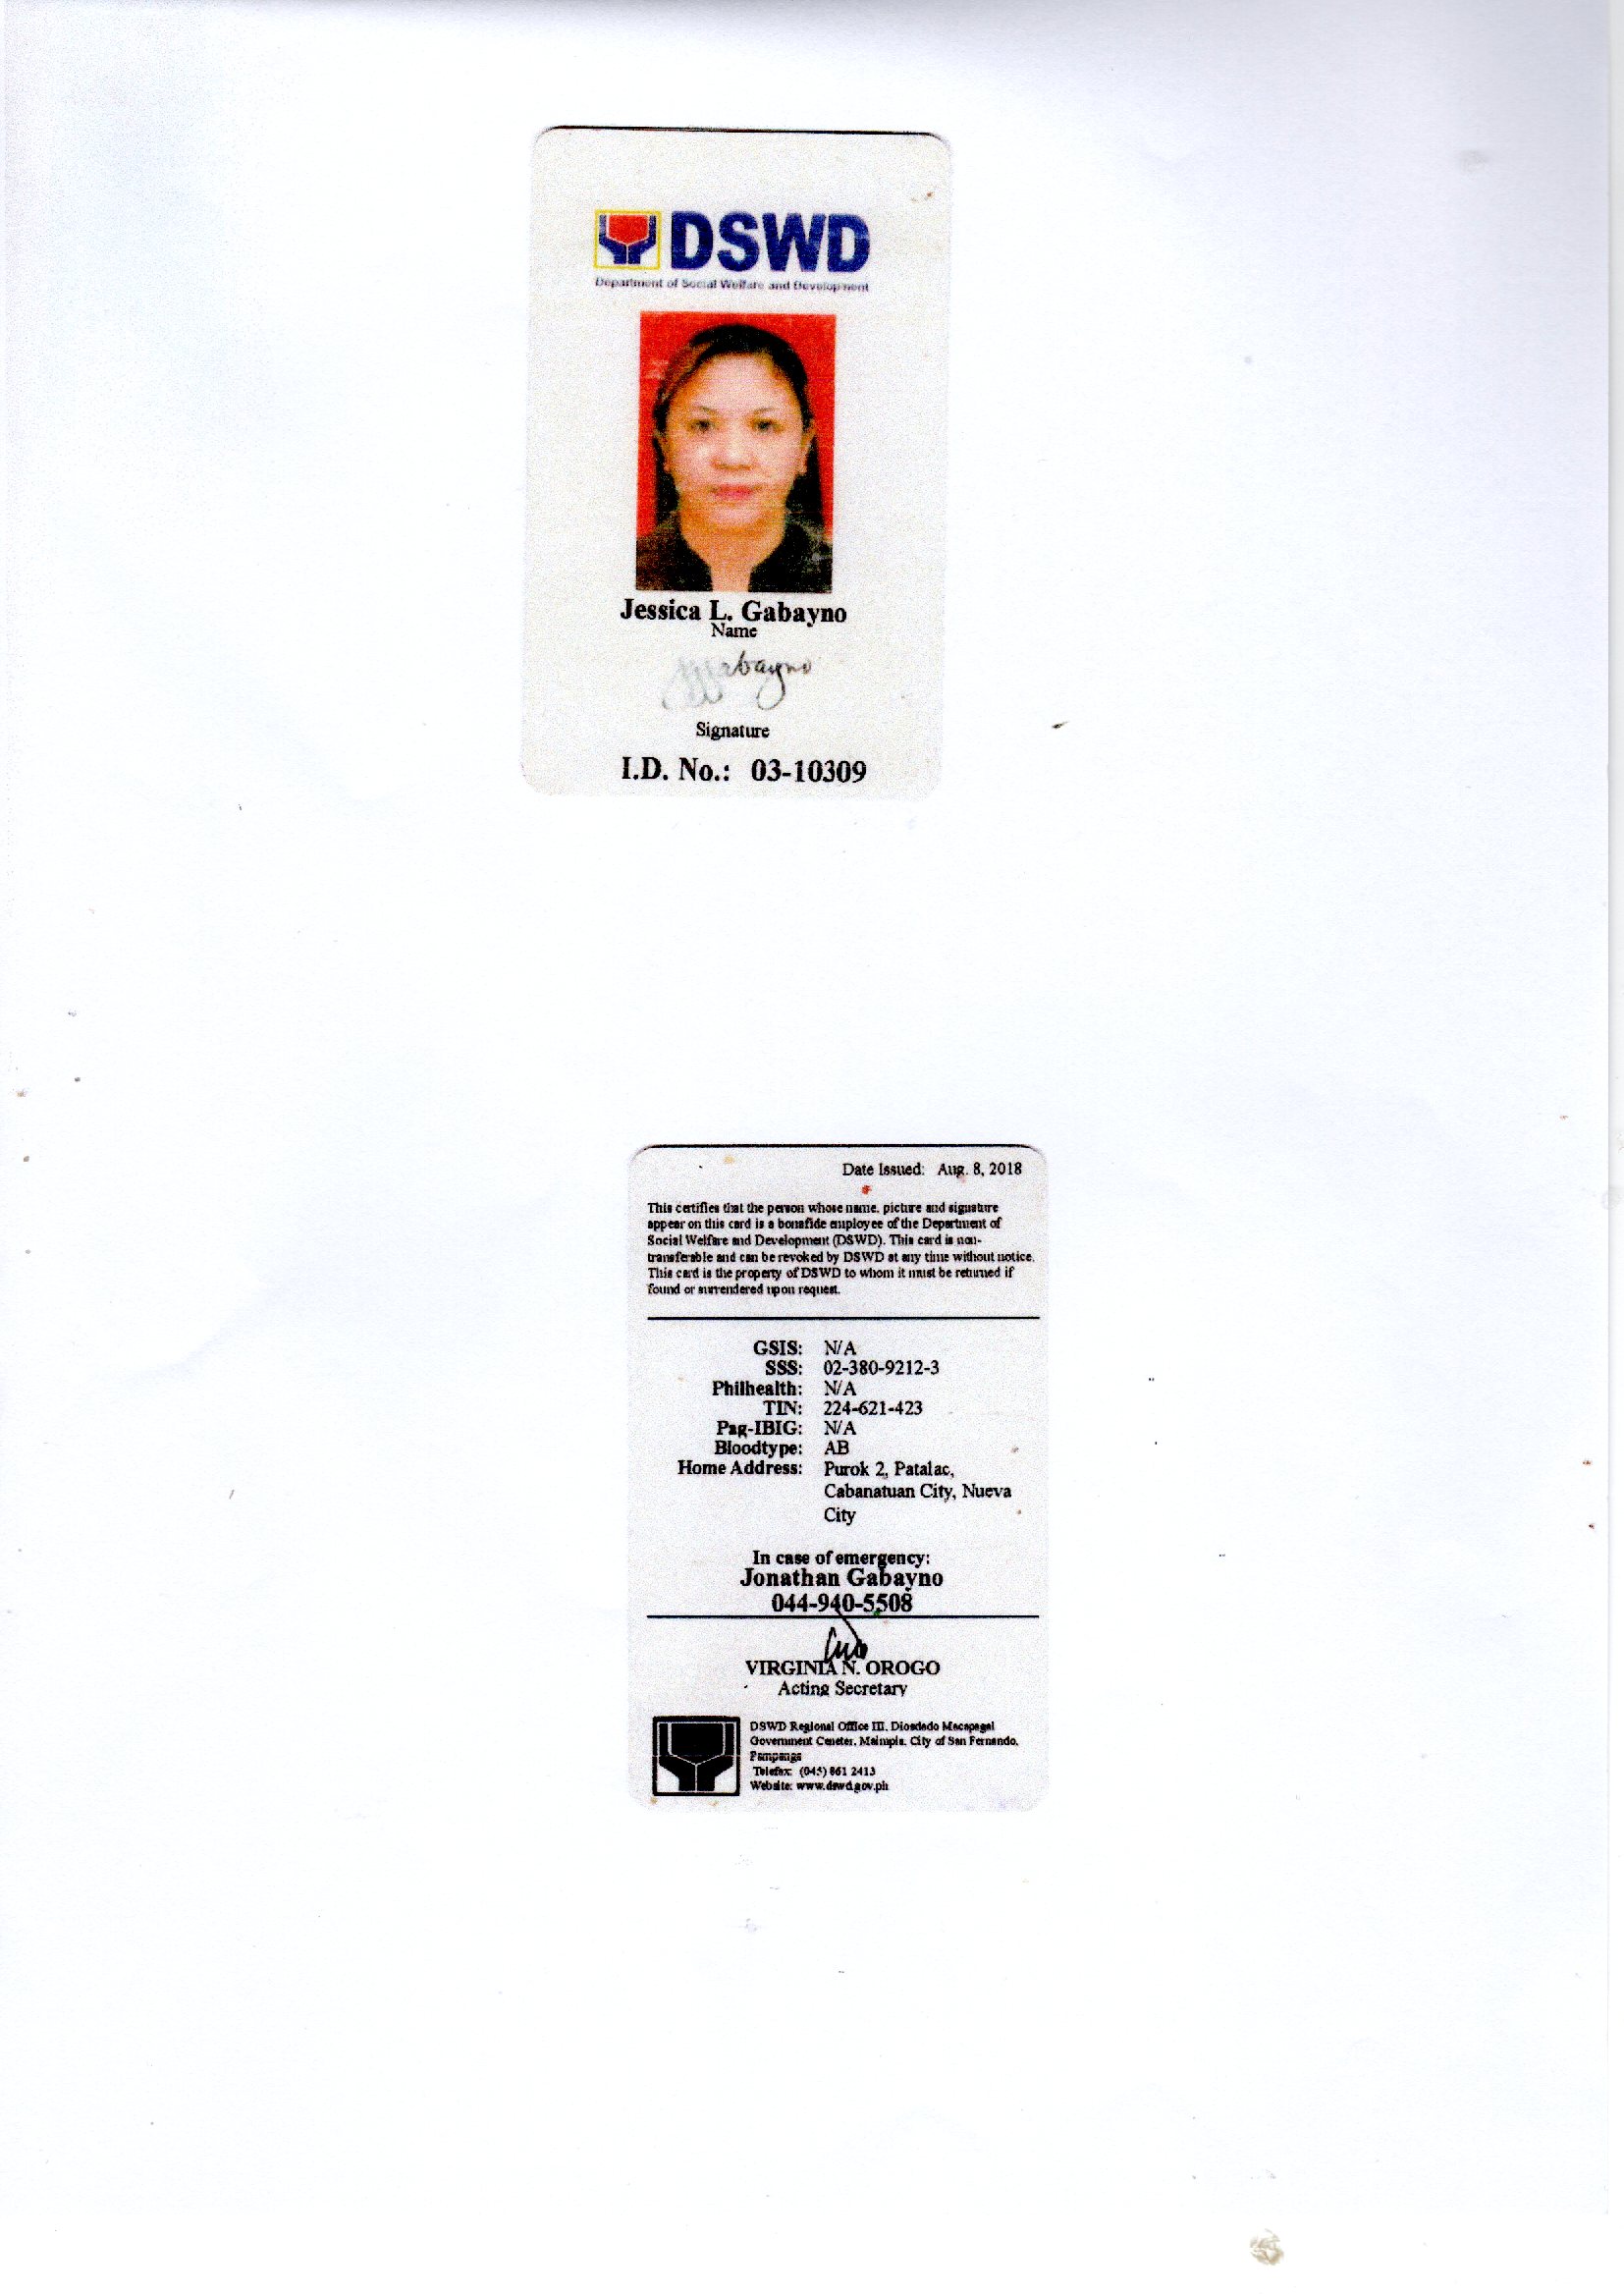 DSWD
Department of Social Welfare and Development
Jessica L. Gabayno
Name
Signature
I.D. No.: 03-10309
Date Issued: Aug. 8, 2018
This certifies that the person whose name, picture and signature
appear on this card is a bonafide employee of the Department of
Social Welfare and Development (DSWD). This card is non-
transferable and can be revoked by DSWD at any time without notice.
This card is the property of DSWD to whom it must be returned if
found or surrendered upon request.
GSIS: N/A
SSS: 02-380-9212-3
Philhealth: N/A
TIN: 224-621-423
Pag-IBIG: N/A
Bloodtype: AB
Home Address: Purok 2, Patalac,
Cabanatuan City, Nueva
City
In case of emergency:
Jonathan Gabayno
044-940-5508
VIRGINIA N. OROGO
Acting Secretary
DSWD Regional Office III, Diosdado Macapagal
Government Ceneter, Maimpis, City of San Fernando,
Pampanga
Telefax: (045) 861 2413
Website: www.dswd.gov.ph